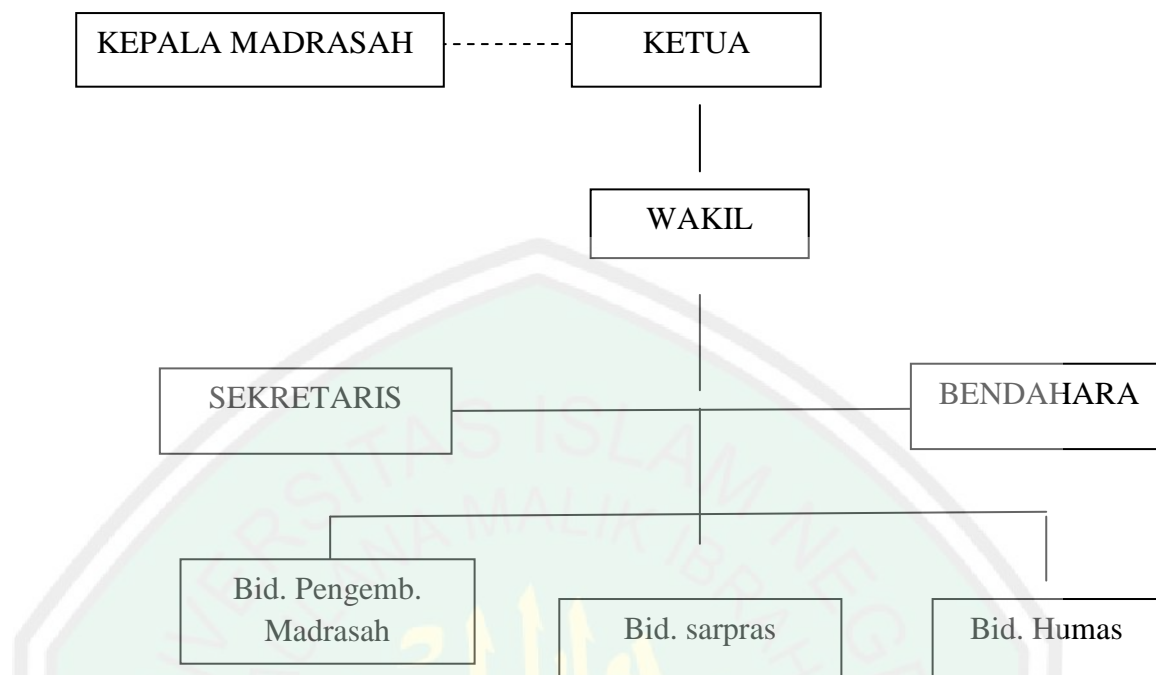 KEPALA MADRASAH
KETUA
WAKIL
SEKRETARIS
BENDAHARA
Bid. Pengemb.
Madrasah
Bid. sarpras
Bid. Humas